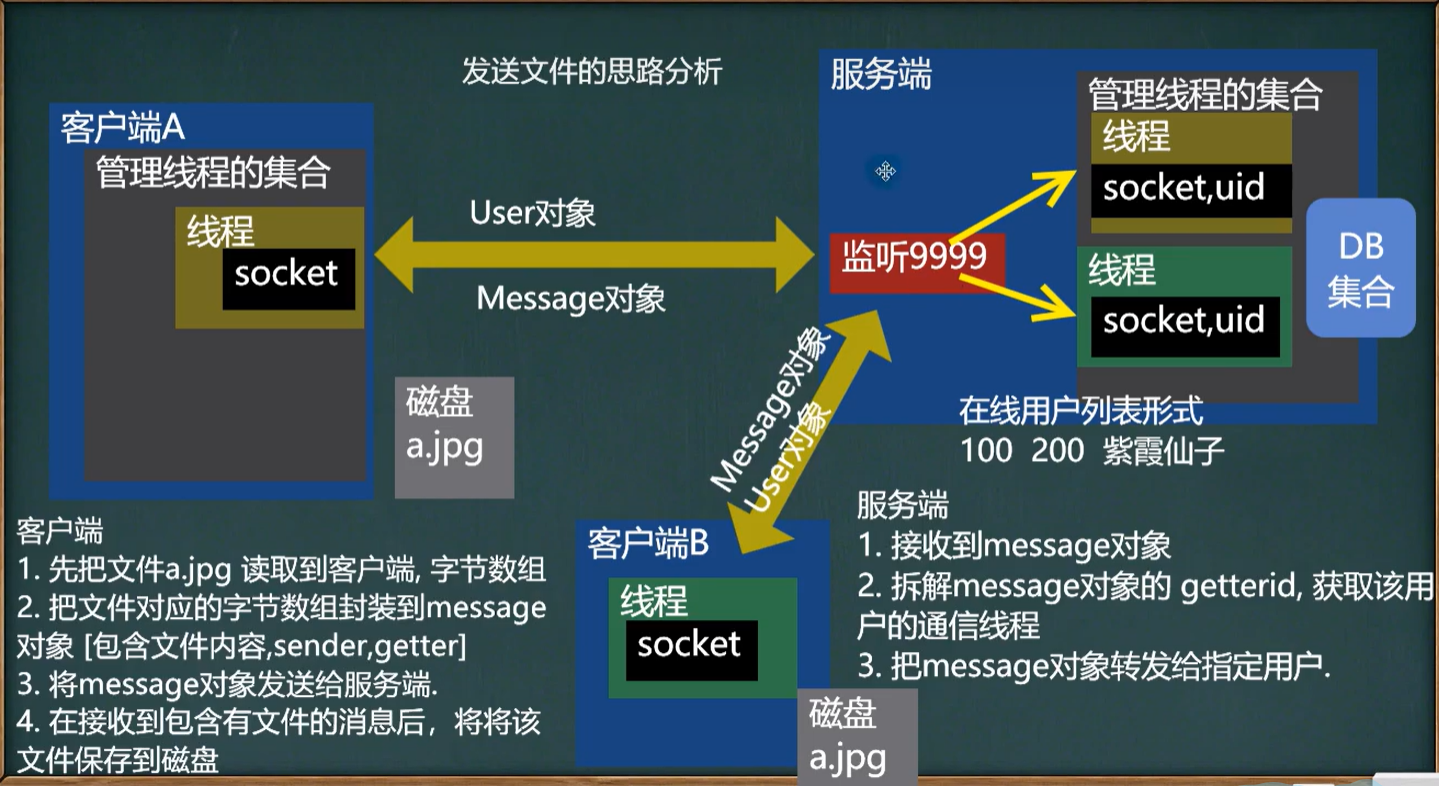 发送文件的思路分析
客户端A
管理线程的集合
线程
socket
User对象
Message对象
磁盘
a.jpg
服务端
管理线程的集合
线程
socket,uid
监听9999
线程
socket,uid
DB
集合
在线用户列表形式
100 200 紫霞仙子
Message对象
User对象
客户端B
线程
socket
磁盘
a.jpg
客户端
1. 先把文件a.jpg 读取到客户端, 字节数组
2. 把文件对应的字节数组封装到message
对象 [包含文件内容,sender,getter]
3. 将message对象发送给服务端.
4. 在接收到包含有文件的消息后，将将该
文件保存到磁盘
服务端
1. 接收到message对象
2. 拆解message对象的 getterid, 获取该用
户的通信线程
3. 把message对象转发给指定用户.